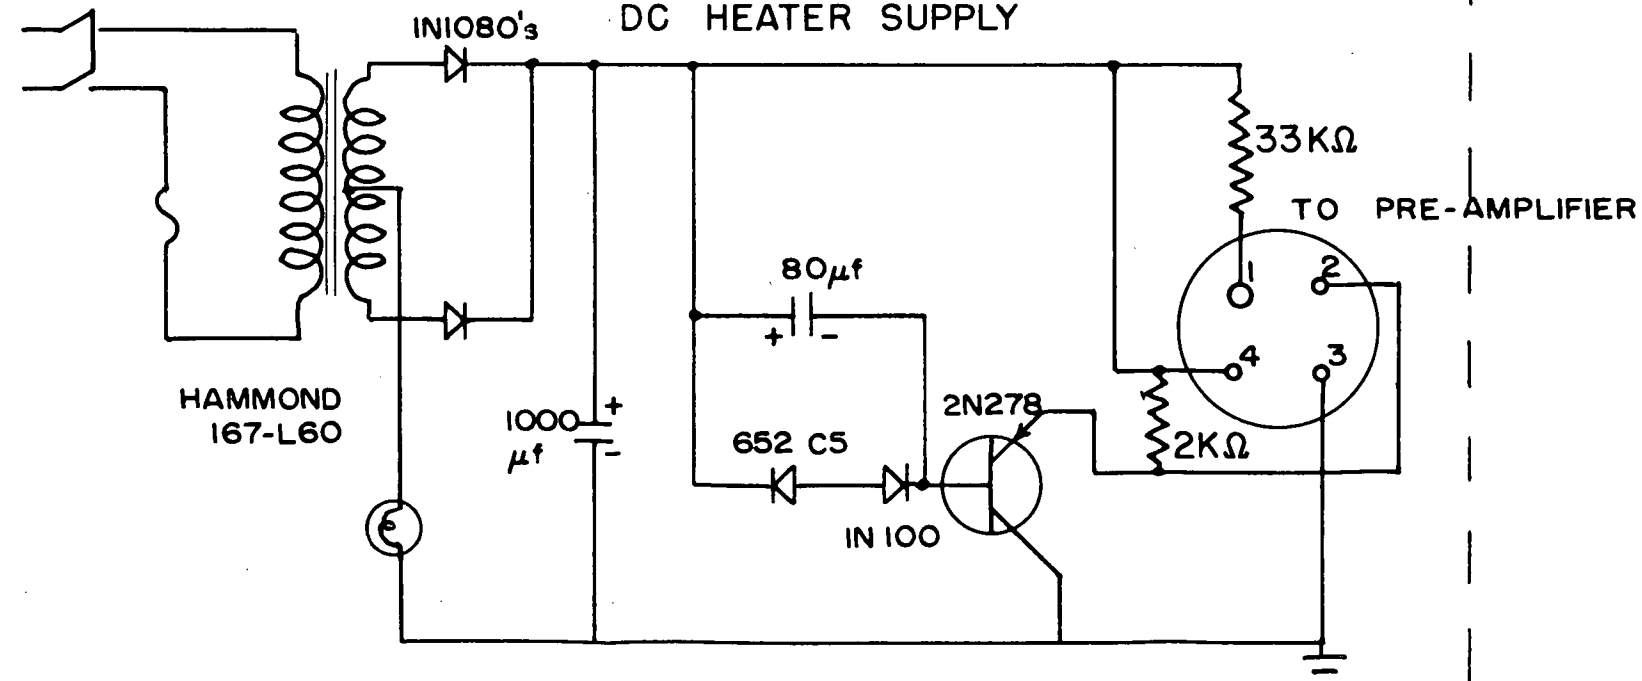 DC HEATER SUPPLY
IN1080's
33KΩ
TO PRE-AMPLIFIER
1
2
80µf
+ -
4
3
HAMMOND
167-L60
2N278
1000
µf
+
-
652 C5
2KΩ
IN 100